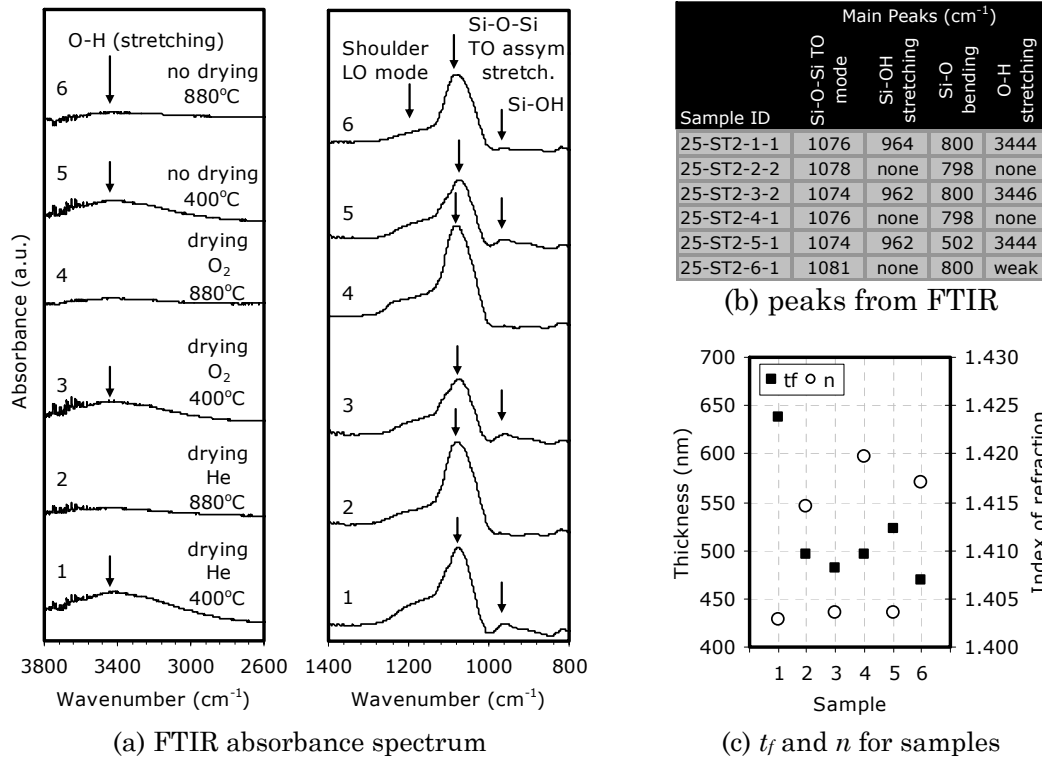 O-H (stretching)
6
no drying
880°C
5
no drying
400°C
drying
O2
880°C
4
drying
O2
400°C
3
drying
He
880°C
2
drying
He
400°C
1
Absorbance (a.u.)
3800 3400 3000 2600
Wavenumber (cm-1)
Si-O-Si
TO assym
stretch.
Shoulder
LO mode
Si-OH
6
5
4
3
2
1
1400 1200 1000 800
Wavenumber (cm-1)
(a) FTIR absorbance spectrum
Main Peaks (cm-1)
Sample ID
Si-O-Si TO
mode
Si-OH
stretching
Si-O
bending
O-H
stretching
25-ST2-1-1 1076 964 800 3444
25-ST2-2-2 1078 none 798 none
25-ST2-3-2 1074 962 800 3446
25-ST2-4-1 1076 none 798 none
25-ST2-5-1 1074 962 502 3444
25-ST2-6-1 1081 none 800 weak
(b) peaks from FTIR
tf n
Thickness (nm)
700
650
600
550
500
450
400
1.430
1.425
1.420
1.415
1.410
1.405
1.400
Index of refraction
1 2 3 4 5 6
Sample
(c) tf and n for samples